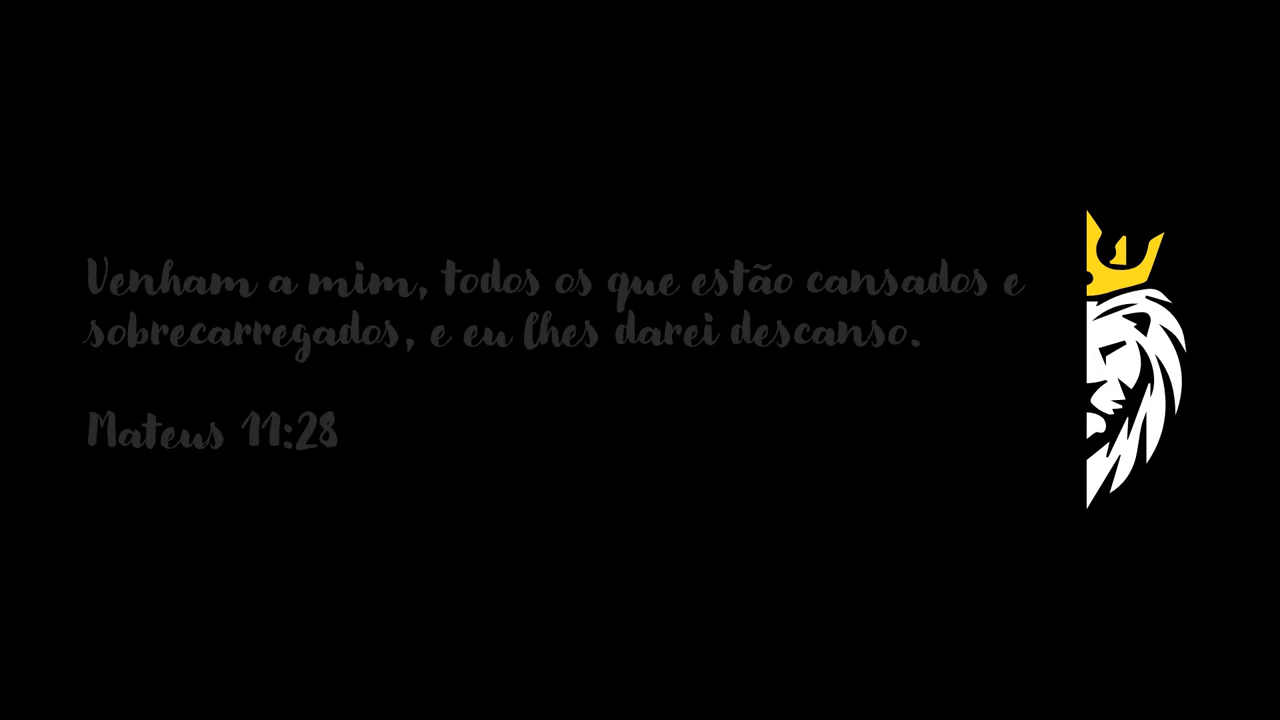 Venham a mim, todos os que estão cansados e
sobrecarregados, e eu lhes darei descanso.
Mateus 11:28